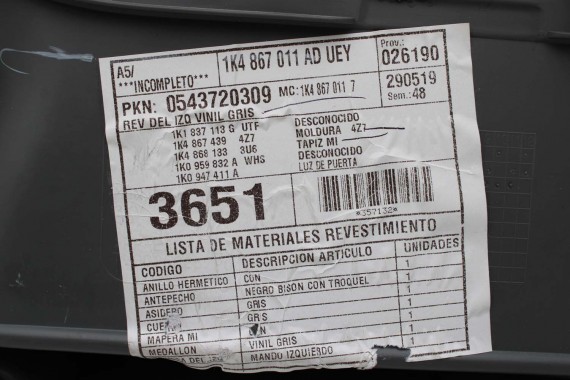 A5/ 1K4 867 011 AD UEY Prov.:
***INCOMPLETO*** 026190
PKN: 0543720309 MC: 1K4 867 011 7 290519
REV DEL IZQ VINIL GRIS Sem.: 48
1K1 837 113 G UTF DESCONOCIDO
1K4 867 439 4Z7 MOLDURA 4Z7
1K4 868 133 3U6 TAPIZ MI
1K0 959 832 A WHS DESCONOCIDO
1K0 947 411 A LUZ DE PUERTA
3651
*357132*
LISTA DE MATERIALES REVESTIMIENTO
CODIGO DESCRIPCION ARTICULO UNIDADES
ANILLO HERMETICO CON 1
ANTEPECHO NEGRO BISON CON TROQUEL 1
ASIDERO GRIS 1
GRIS 1
MAPERA MI 1
MEDALLON VINIL GRIS 1
MANDO IZQUIERDO 1